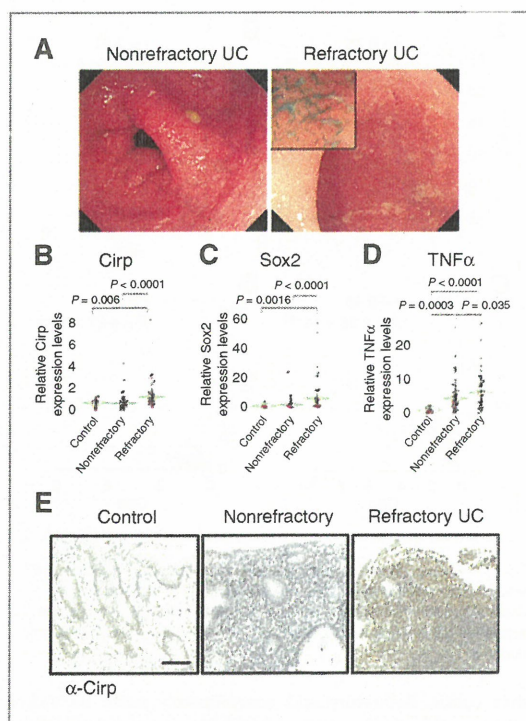 A
Nonrefractory UC Refractory UC
B Cirp
P < 0.0001
P = 0.006
Relative Cirp
expression levels
8
6
4
2
0
Control
Nonrefractory
Refractory
C Sox2
P < 0.0001
P = 0.0016
Relative Sox2
expression levels
60
40
20
0
Control
Nonrefractory
Refractory
D TNFα
P < 0.0001
P = 0.0003 P = 0.035
Relative TNFα
expression levels
30
20
10
0
Control
Nonrefractory
Refractory
E
Control Nonrefractory Refractory UC
α-Cirp